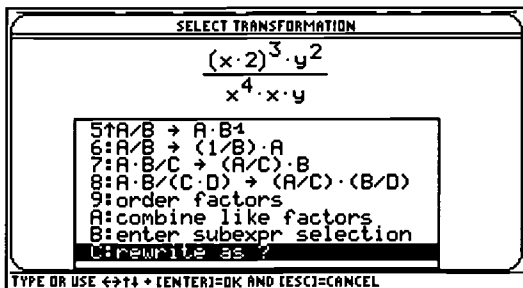 SELECT TRANSFORMATION
(x·2)³·y²
x⁴·x·y
5↑A/B → A·B⁻¹
6:A/B → (1/B)·A
7:A·B/C → (A/C)·B
8:A·B/(C·D) → (A/C)·(B/D)
9:order factors
A:combine like factors
B:enter subexpr selection
C:rewrite as ?
TYPE OR USE ←→↑↓ + [ENTER]=OK AND [ESC]=CANCEL